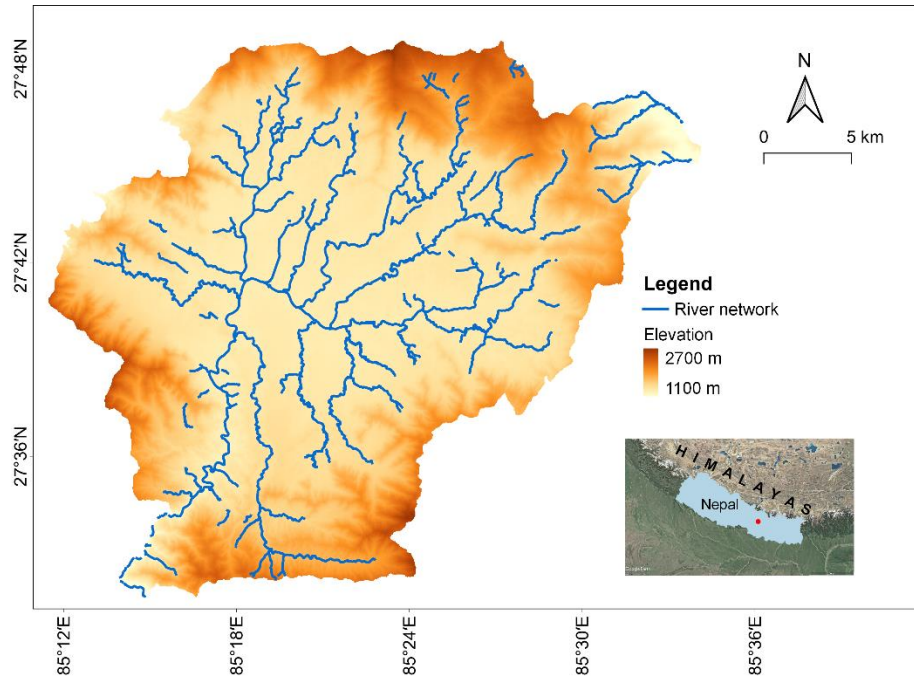 27°48'N
27°42'N
27°36'N
85°12'E
85°18'E
85°24'E
85°30'E
85°36'E
N
0 5 km
Legend
River network
Elevation
2700 m
1100 m
HIMALAYAS
Nepal